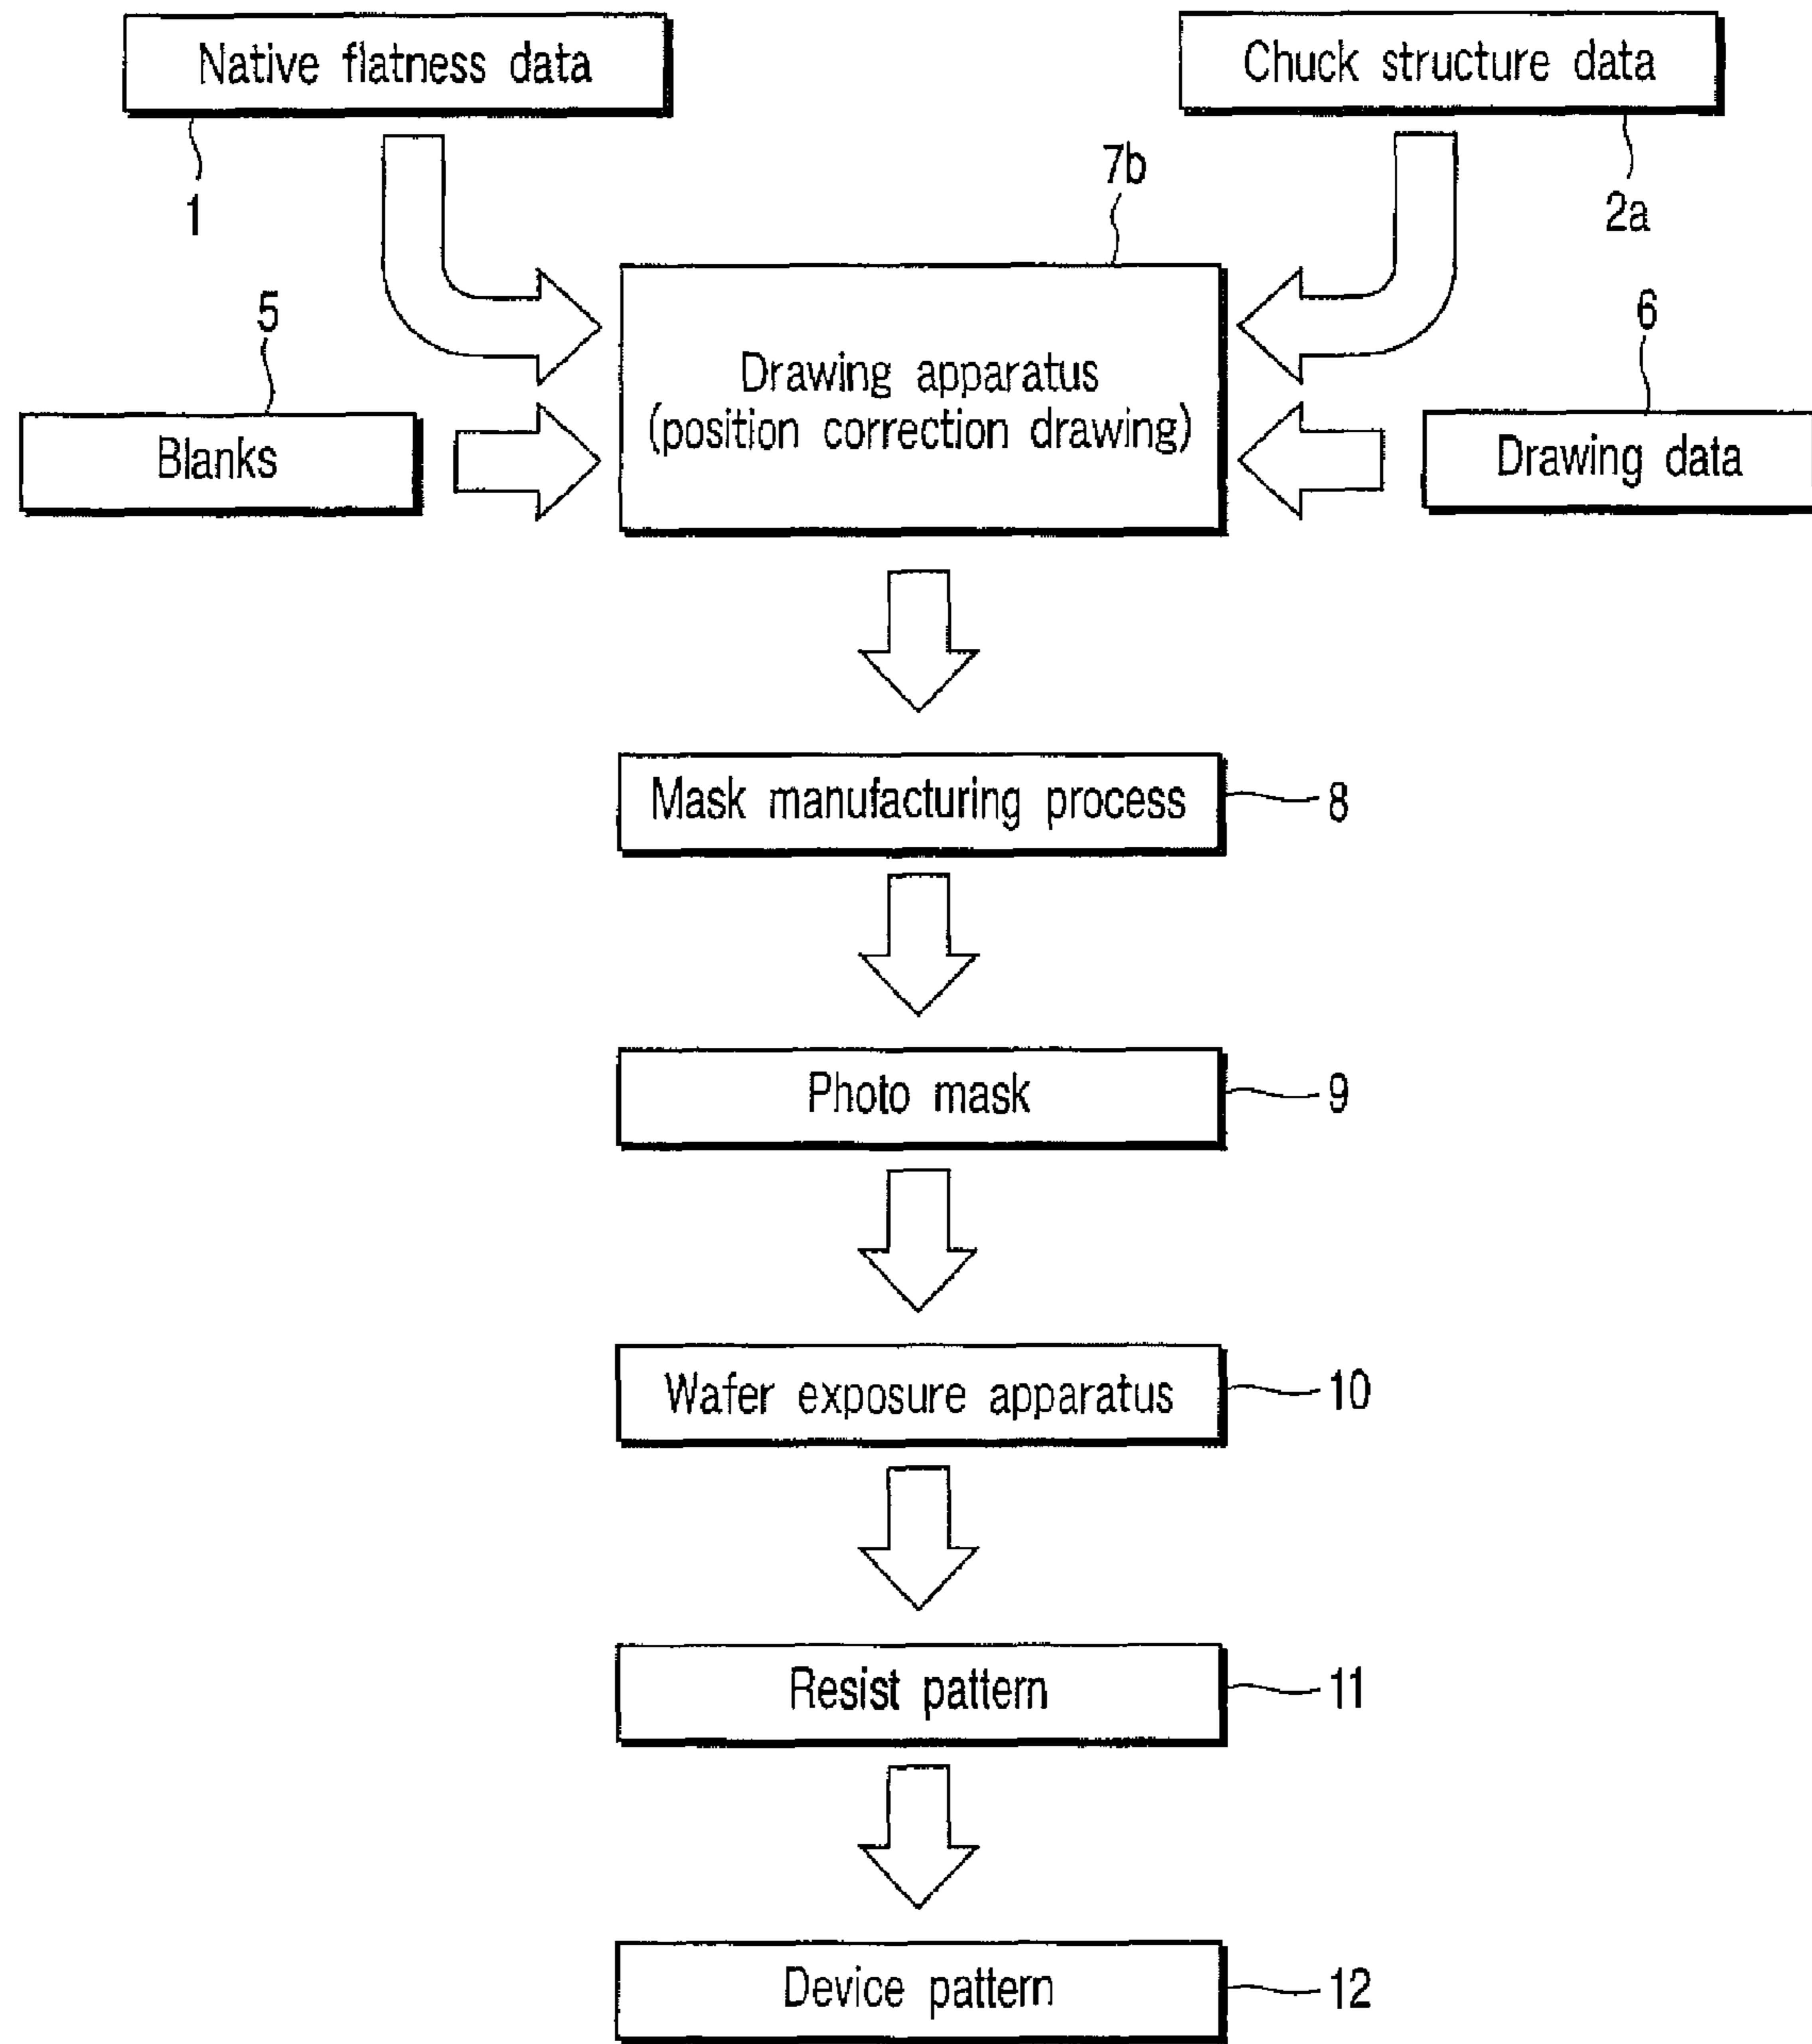 Native flatness data
Chuck structure data
1
7b
2a
5
6
Drawing apparatus
(position correction drawing)
Blanks
Drawing data
Mask manufacturing process
8
Photo mask
9
Wafer exposure apparatus
10
Resist pattern
11
Device pattern
12